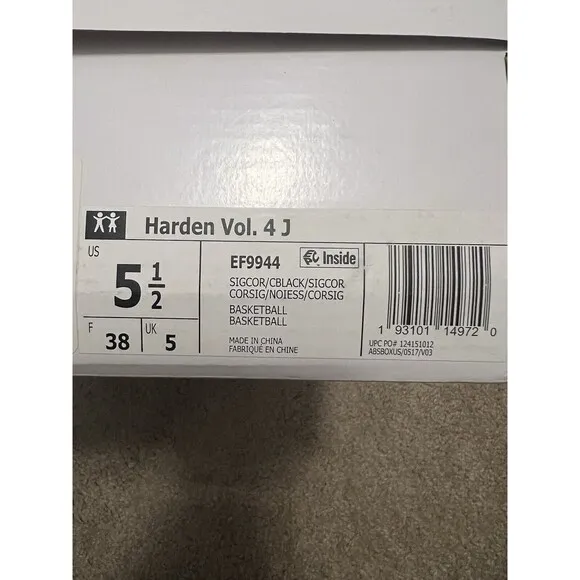 Harden Vol. 4 J
US
5 1/2
F
38
UK
5
EF9944
Inside
SIGCOR/CBLACK/SIGCOR
CORSIG/NOIESS/CORSIG
BASKETBALL
BASKETBALL
MADE IN CHINA
FABRIQUÉ EN CHINE
1 93101 14972 0
UPC PO# 124151012
ABSBOXUS/0517/V03